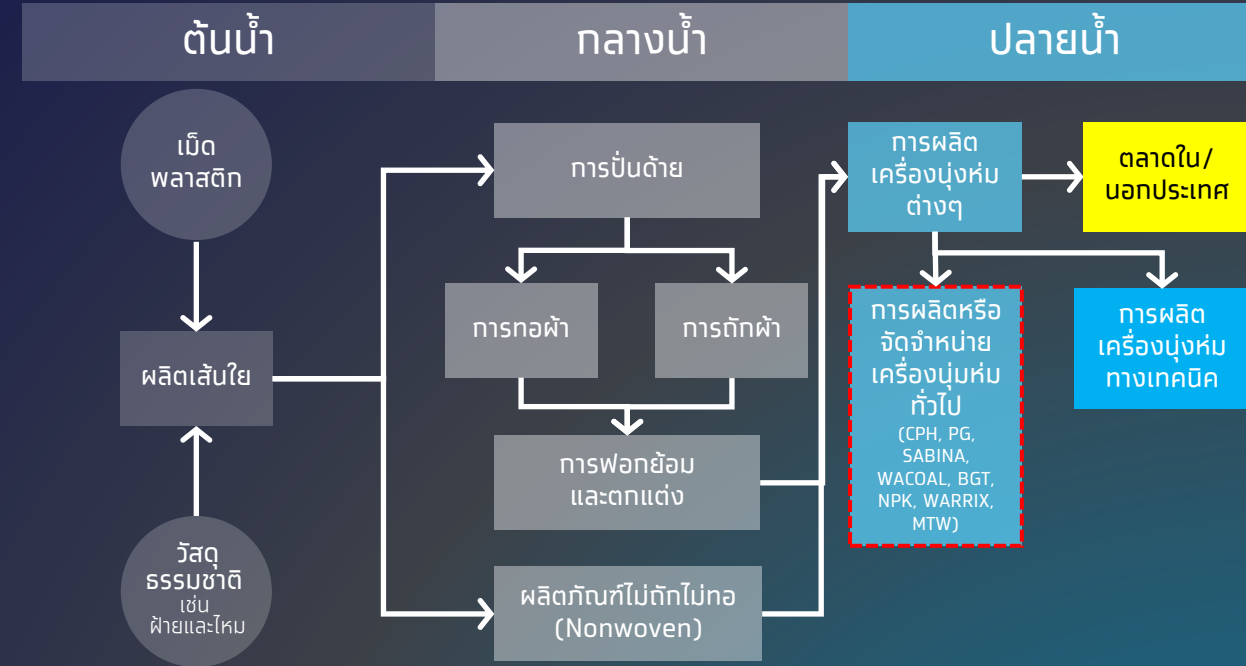 ต้นน้ำ
กลางน้ำ
ปลายน้ำ
เม็ด
พลาสติก
ผลิตเส้นใย
วัสดุ
ธรรมชาติ
เช่น
ฝ้ายและไหม
การปั่นด้าย
การทอผ้า
การถักผ้า
การฟอกย้อม
และตกแต่ง
ผลิตภัณฑ์ไม่ถักไม่ทอ
(Nonwoven)
การผลิต
เครื่องนุ่งห่ม
ต่างๆ
ตลาดใน/
นอกประเทศ
การผลิตหรือ
จัดจำหน่าย
เครื่องนุ่มห่ม
ทั่วไป
(CPH, PG,
SABINA,
WACOAL, BGT,
NPK, WARRIX,
MTW)
การผลิต
เครื่องนุ่งห่ม
ทางเทคนิค